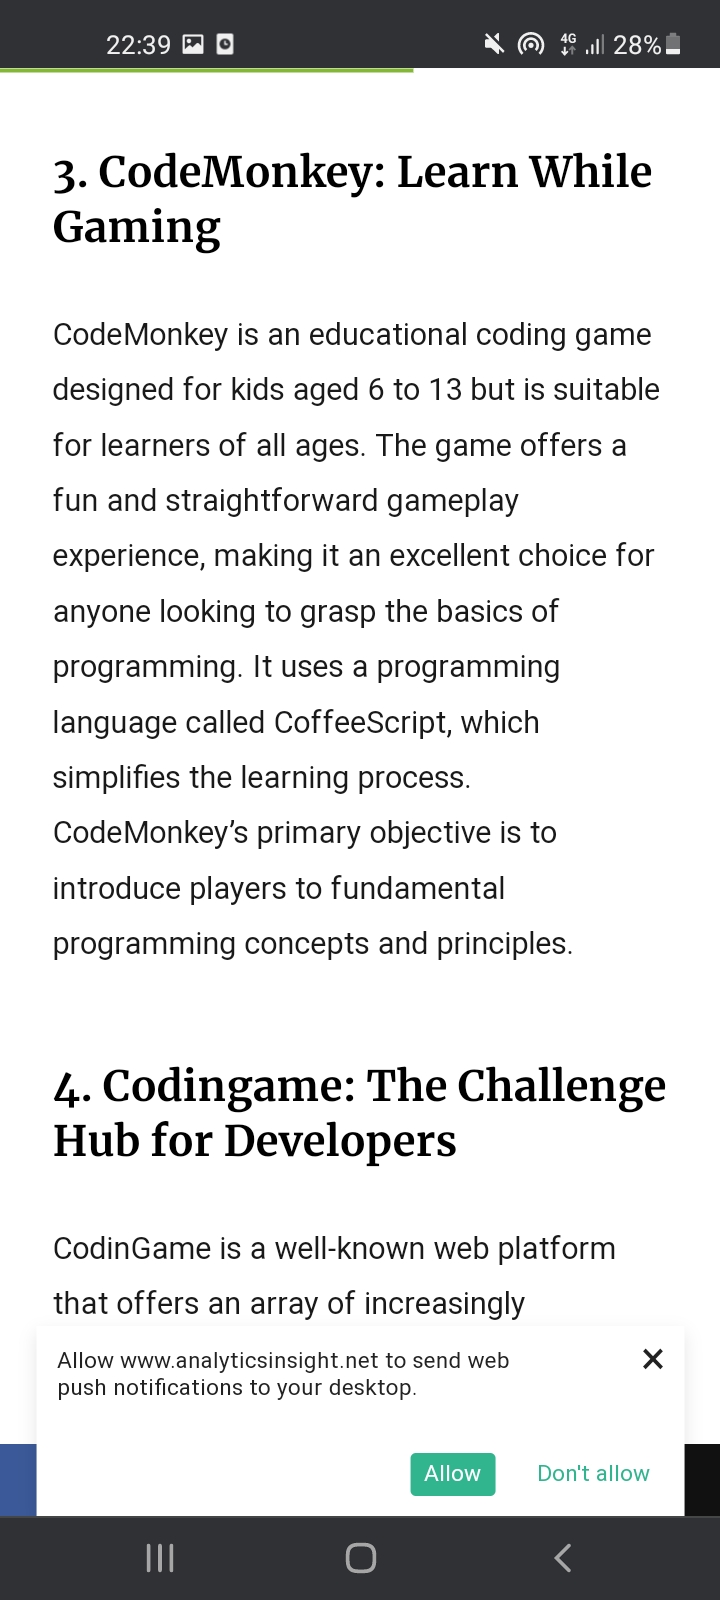 22:39
4G
28%
3. CodeMonkey: Learn While
Gaming
CodeMonkey is an educational coding game
designed for kids aged 6 to 13 but is suitable
for learners of all ages. The game offers a
fun and straightforward gameplay
experience, making it an excellent choice for
anyone looking to grasp the basics of
programming. It uses a programming
language called CoffeeScript, which
simplifies the learning process.
CodeMonkey’s primary objective is to
introduce players to fundamental
programming concepts and principles.
4. Codingame: The Challenge
Hub for Developers
CodinGame is a well-known web platform
that offers an array of increasingly
Allow www.analyticsinsight.net to send web
push notifications to your desktop.
Allow
Don't allow